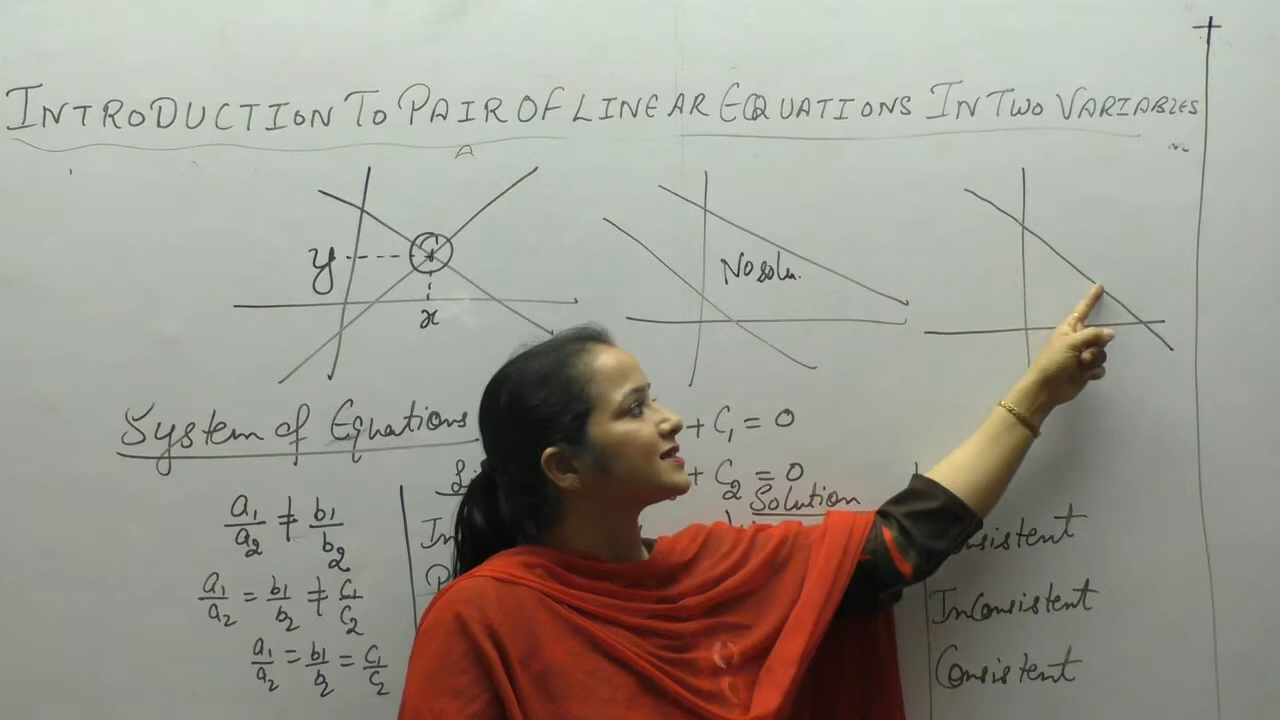 INTRODUCTION TO PAIR OF LINEAR EQUATIONS IN TWO VARIABLES
y
x
No soln.
System of Equations
+ C₁ = 0
+ C₂ = 0
Solution
a₁/a₂ ≠ b₁/b₂
a₁/a₂ = b₁/b₂ ≠ c₁/c₂
Inconsistent
a₁/a₂ = b₁/b₂ = c₁/c₂
Consistent